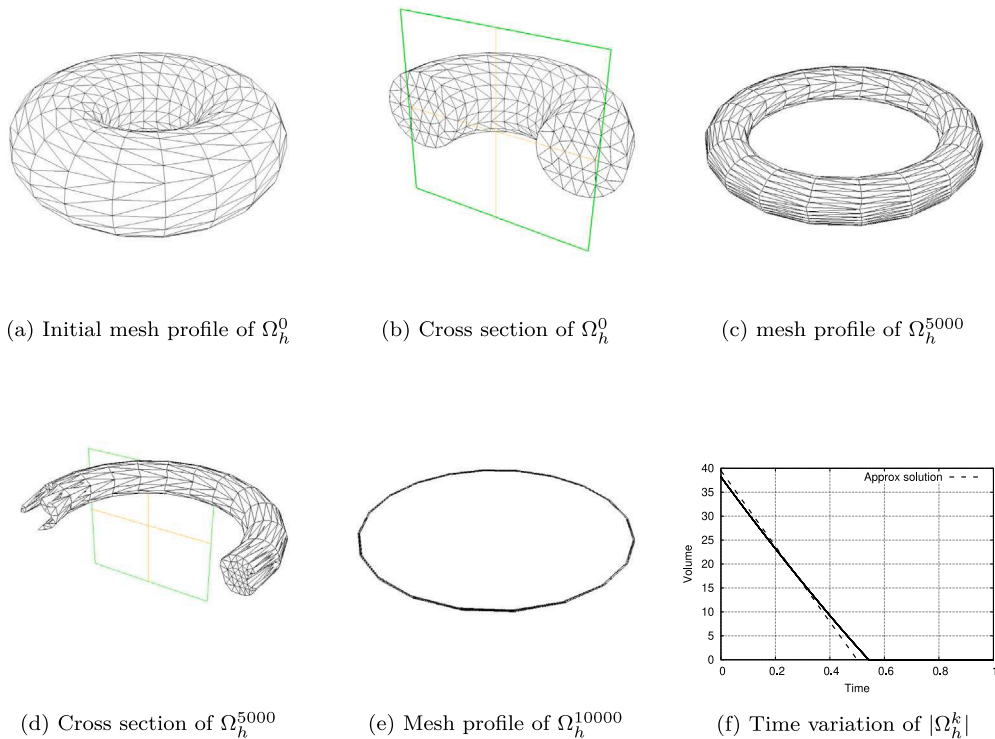 (a) Initial mesh profile of Ω_h^0
(b) Cross section of Ω_h^0
(c) mesh profile of Ω_h^5000
(d) Cross section of Ω_h^5000
(e) Mesh profile of Ω_h^10000
40
35
30
25
20
15
10
5
0
Volume
Approx solution
0 0.2 0.4 0.6 0.8 1
Time
(f) Time variation of |Ω_h^k|